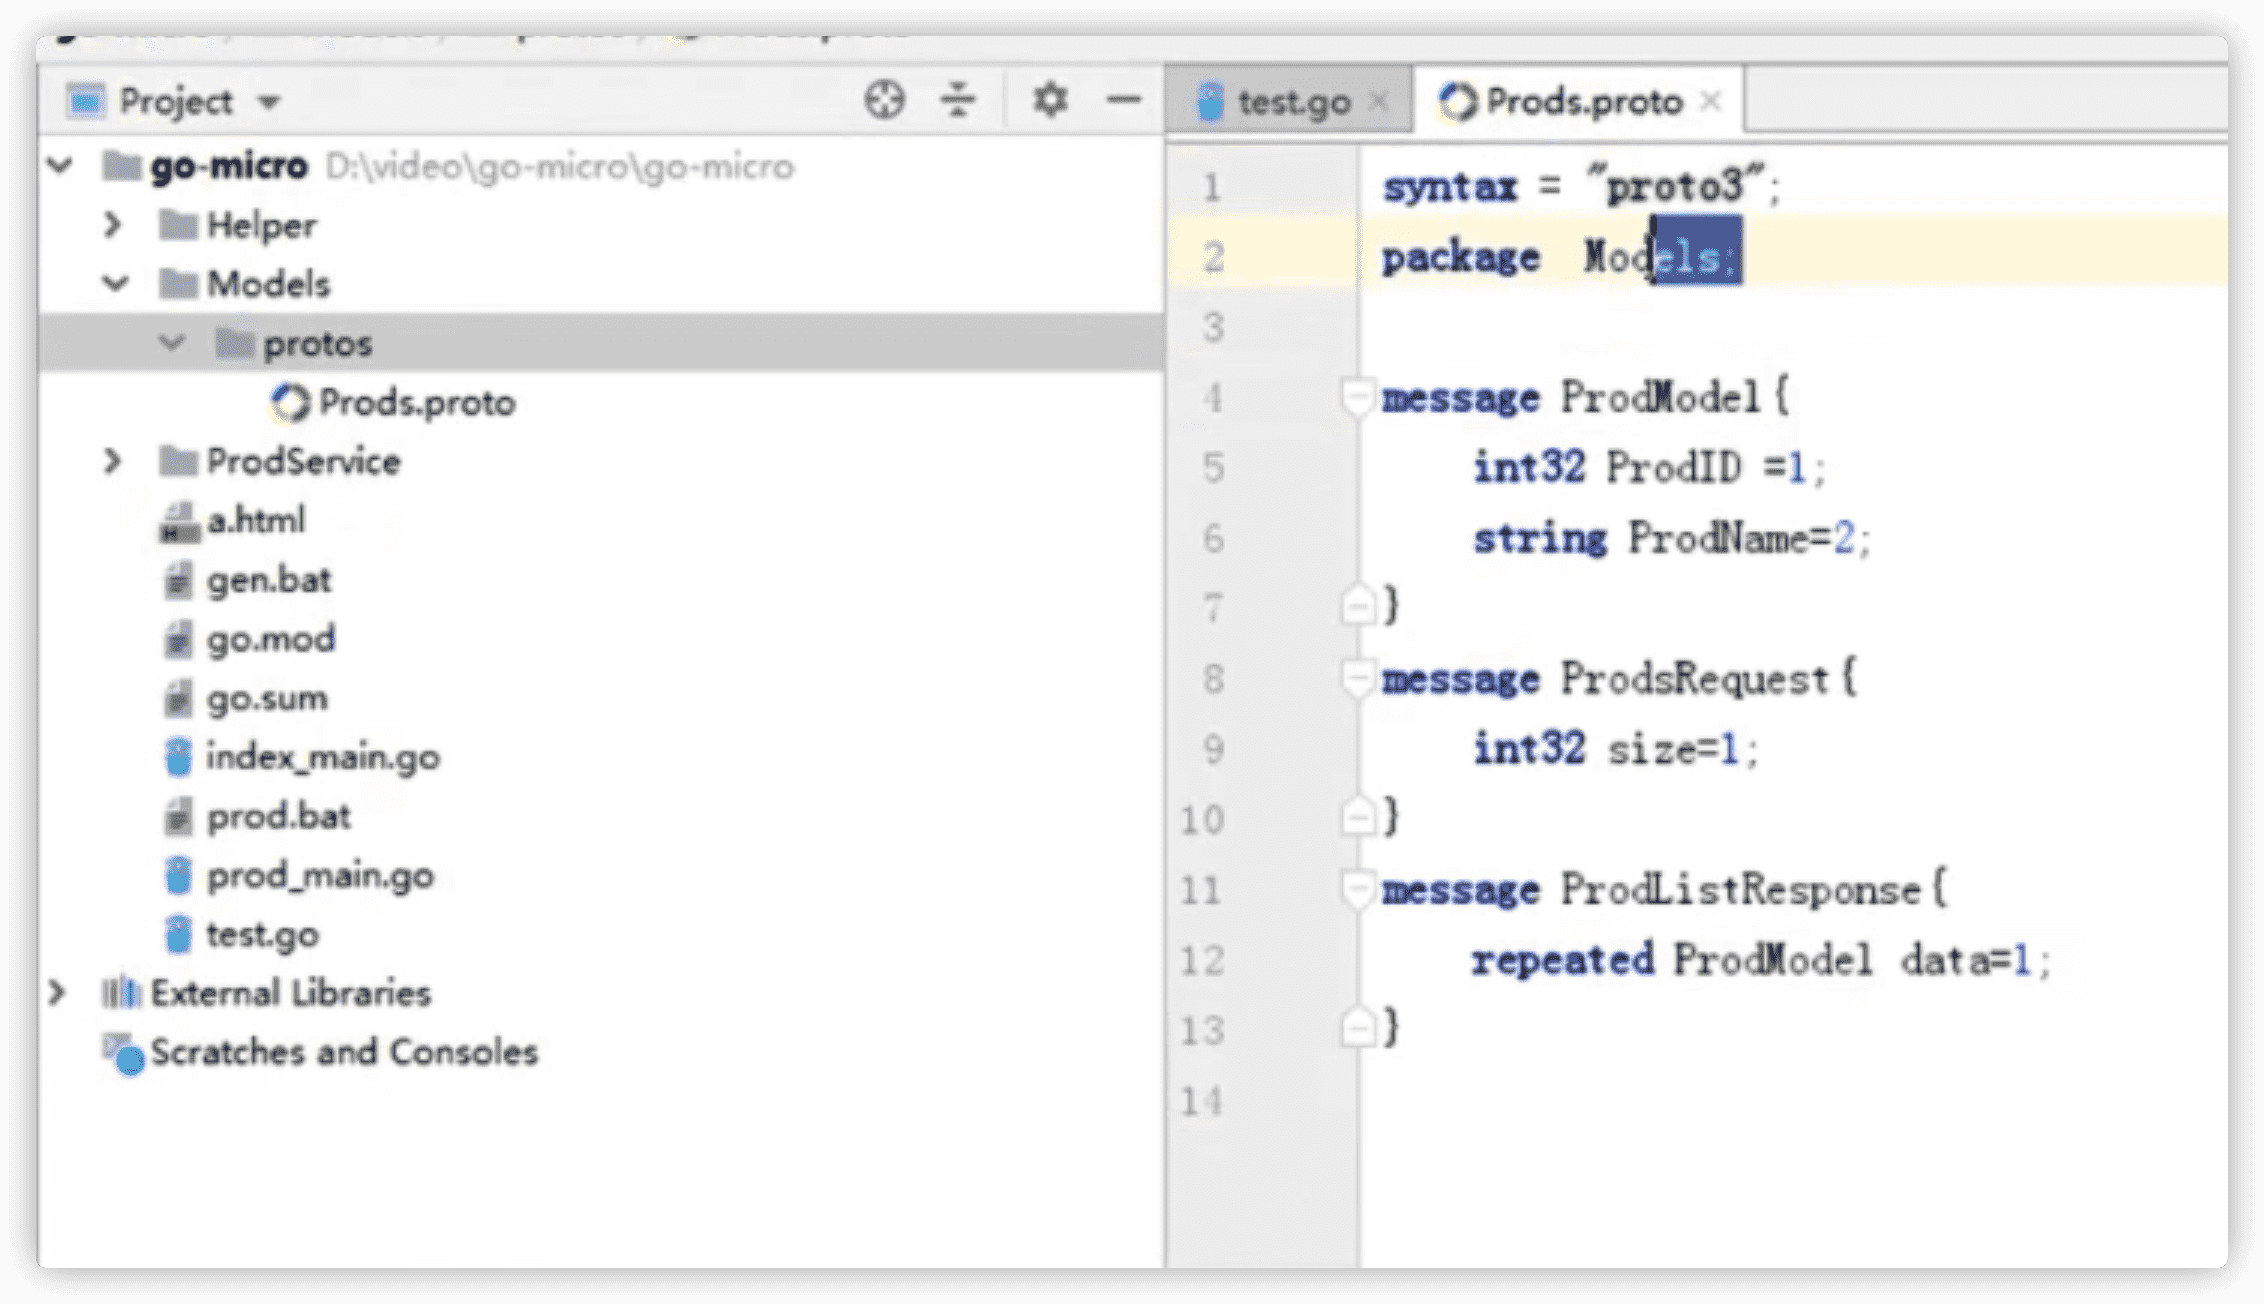 Project
go-micro D:\video\go-micro\go-micro
Helper
Models
protos
Prods.proto
ProdService
a.html
gen.bat
go.mod
go.sum
index_main.go
prod.bat
prod_main.go
test.go
External Libraries
Scratches and Consoles
test.go Prods.proto
1 syntax = "proto3";
2 package  Models;
3
4 message ProdModel{
5 int32 ProdID =1;
6 string ProdName=2;
7 }
8 message ProdsRequest{
9 int32 size=1;
10 }
11 message ProdListResponse{
12 repeated ProdModel data=1;
13 }
14